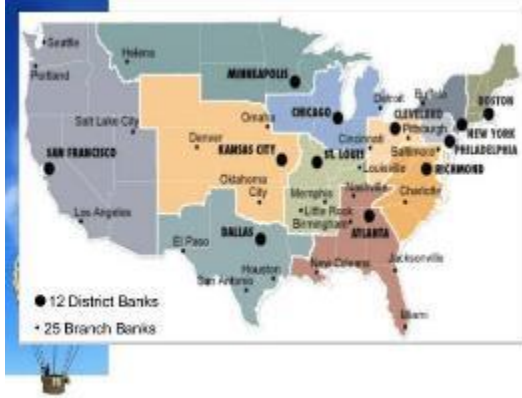 Seattle
Helena
Portland
MINNEAPOLIS
BOSTON
Buffalo
Detroit
CHICAGO
CLEVELAND
NEW YORK
Salt Lake City
Omaha
Pittburgh
PHILADELPHIA
Denver
Cincinnati
Baltimore
SAN FRANCISCO
KANSAS CITY
ST. LOUIS
RICHMOND
Louisville
Oklahoma
City
Nashville
Memphis
Charlotte
Los Angeles
Little Rock
Birmingham
DALLAS
ATLANTA
El Paso
Jacksonville
New Orleans
Houston
San Antonio
Miami
12 District Banks
25 Branch Banks